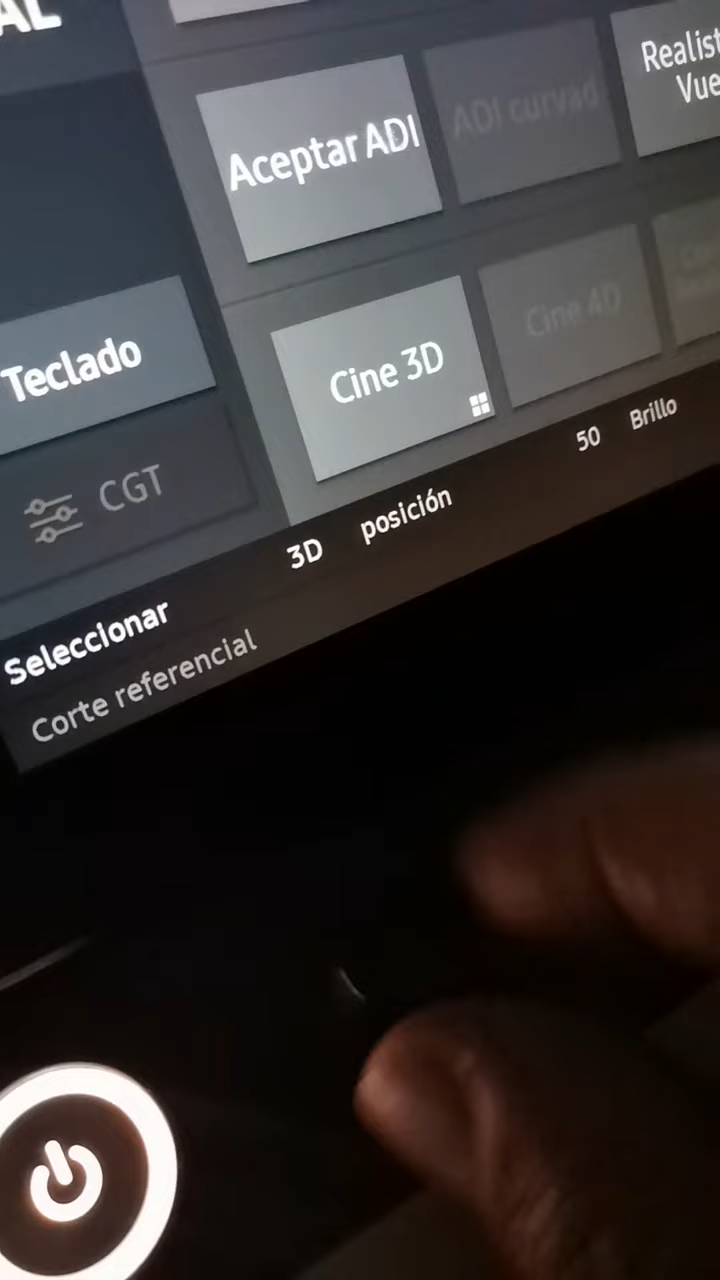 AL
Aceptar ADI
ADI curvad
Realist
Vue
Teclado
Cine 3D
Cine 4D
CGT
3D posición
50 Brillo
Seleccionar
Corte referencial